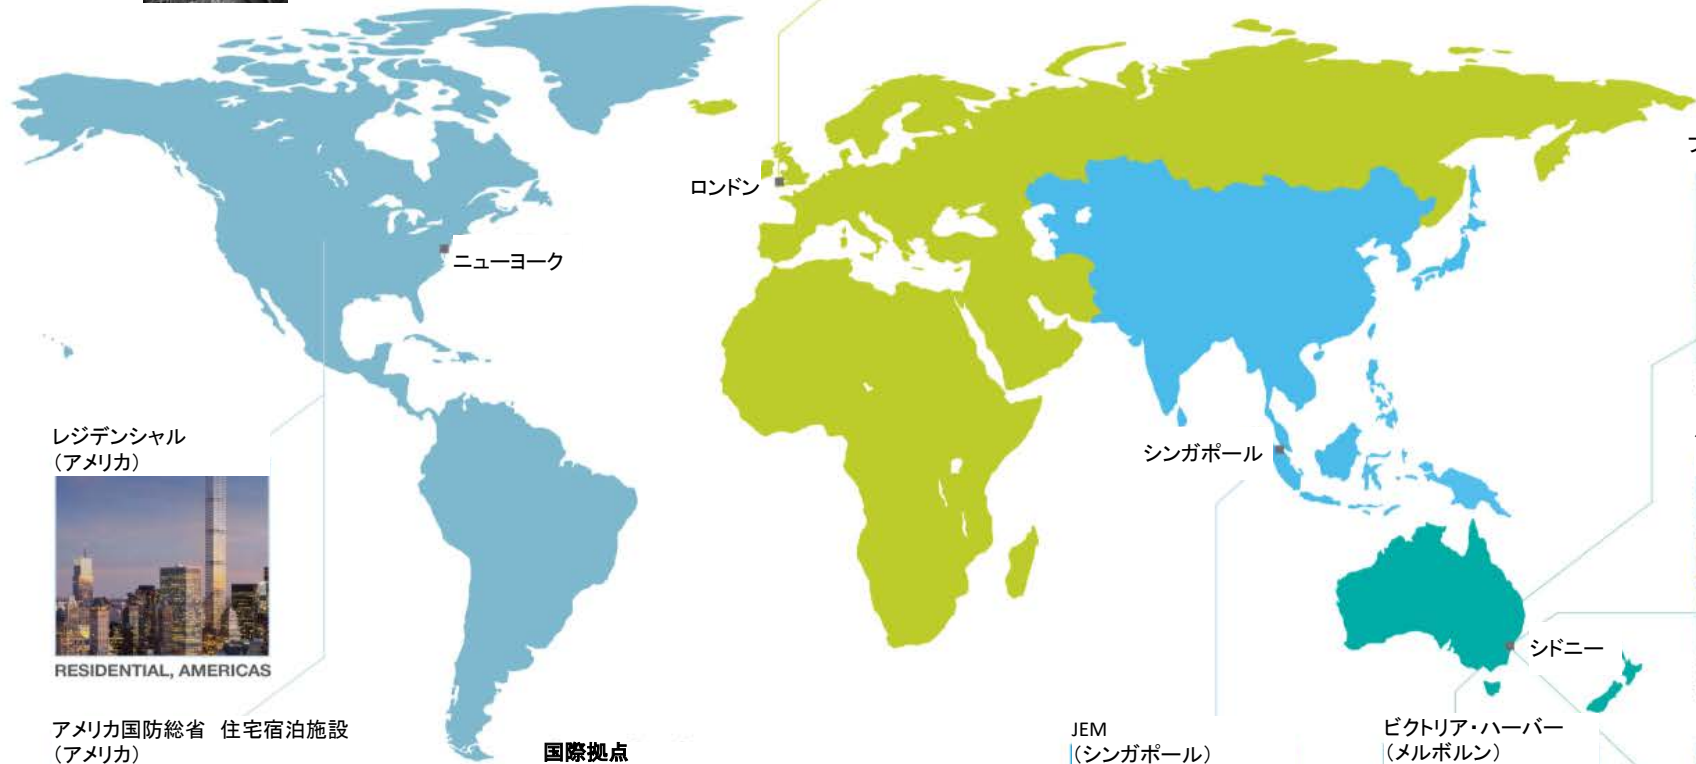 ロンドン
ニューヨーク
レジデンシャル
（アメリカ）
RESIDENTIAL, AMERICAS
アメリカ国防総省　住宅宿泊施設
（アメリカ）
国際拠点
シンガポール
JEM
（シンガポール）
シドニー
ビクトリア・ハーバー
（メルボルン）